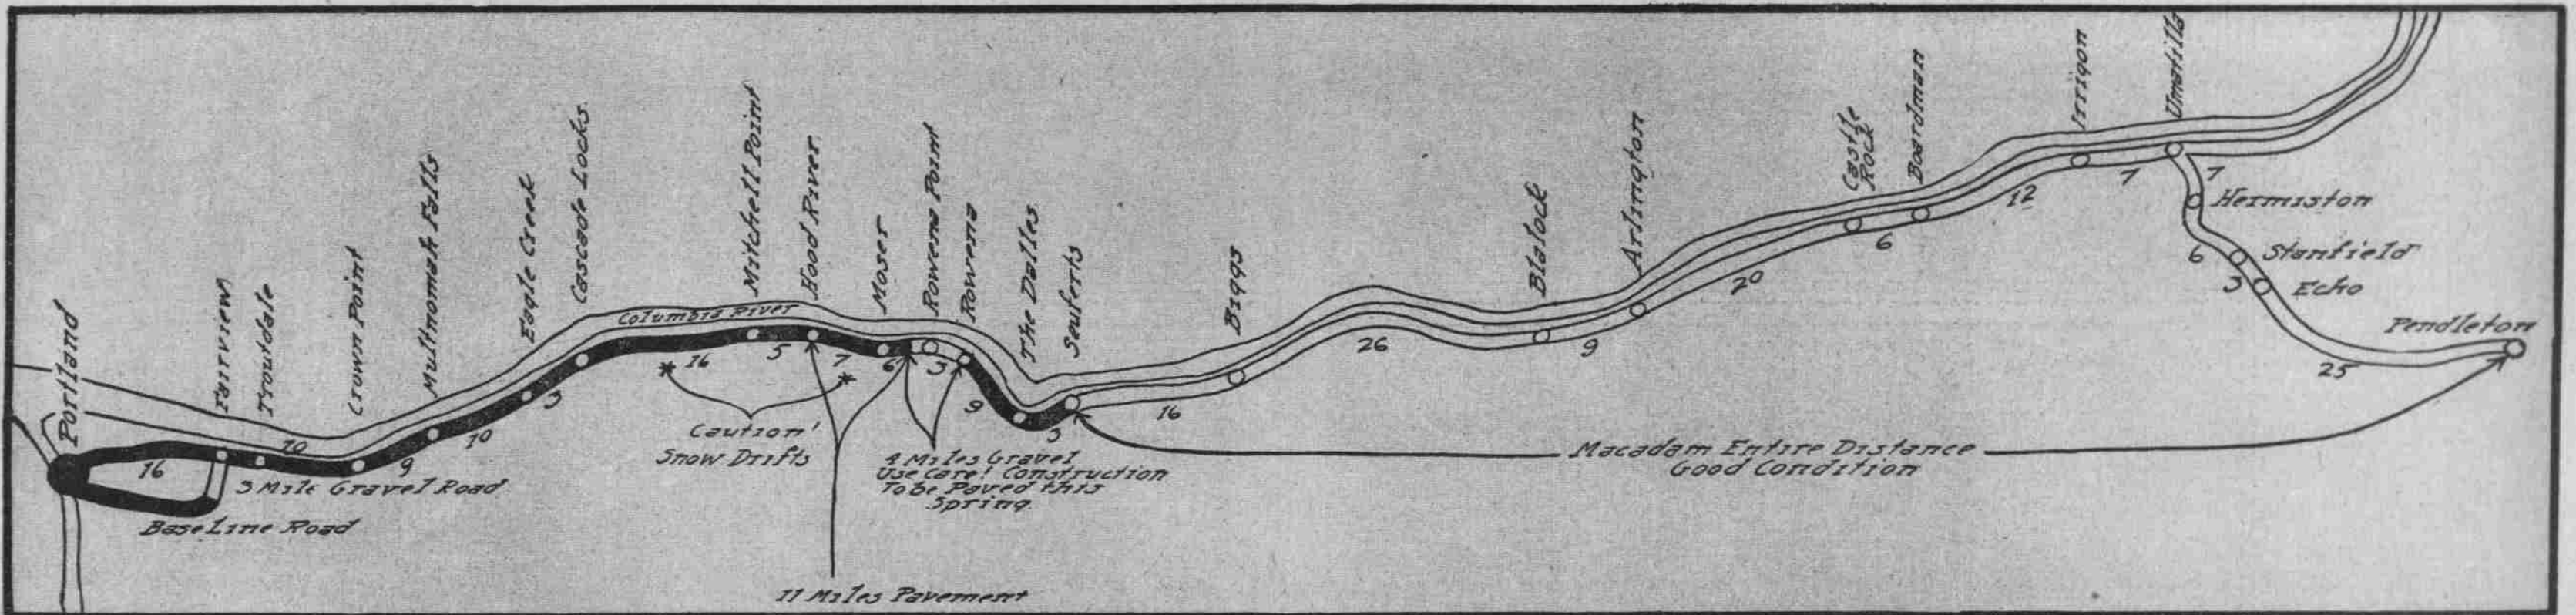 Portland
Fairview
Troutdale
Crown Point
Multnomah Falls
Eagle Creek
Cascade Locks
Mitchell Point
Hood River
Moser
Rowena Point
Rowena
The Dalles
Seuferts
Biggs
Blalock
Arlington
Castle
Rock
Boardman
Irrigon
Umatilla
Hermiston
Stanfield
Echo
Pendleton
Columbia River
16
10
9
10
3
16
5
7
6
3
9
3
16
26
9
20
6
12
7
7
6
3
25
3 Mile Gravel Road
Base Line Road
Caution!
Snow Drifts
4 Miles Gravel
Use Care! Construction
To be Paved this
Spring.
11 Miles Pavement
Macadam Entire Distance
Good Condition